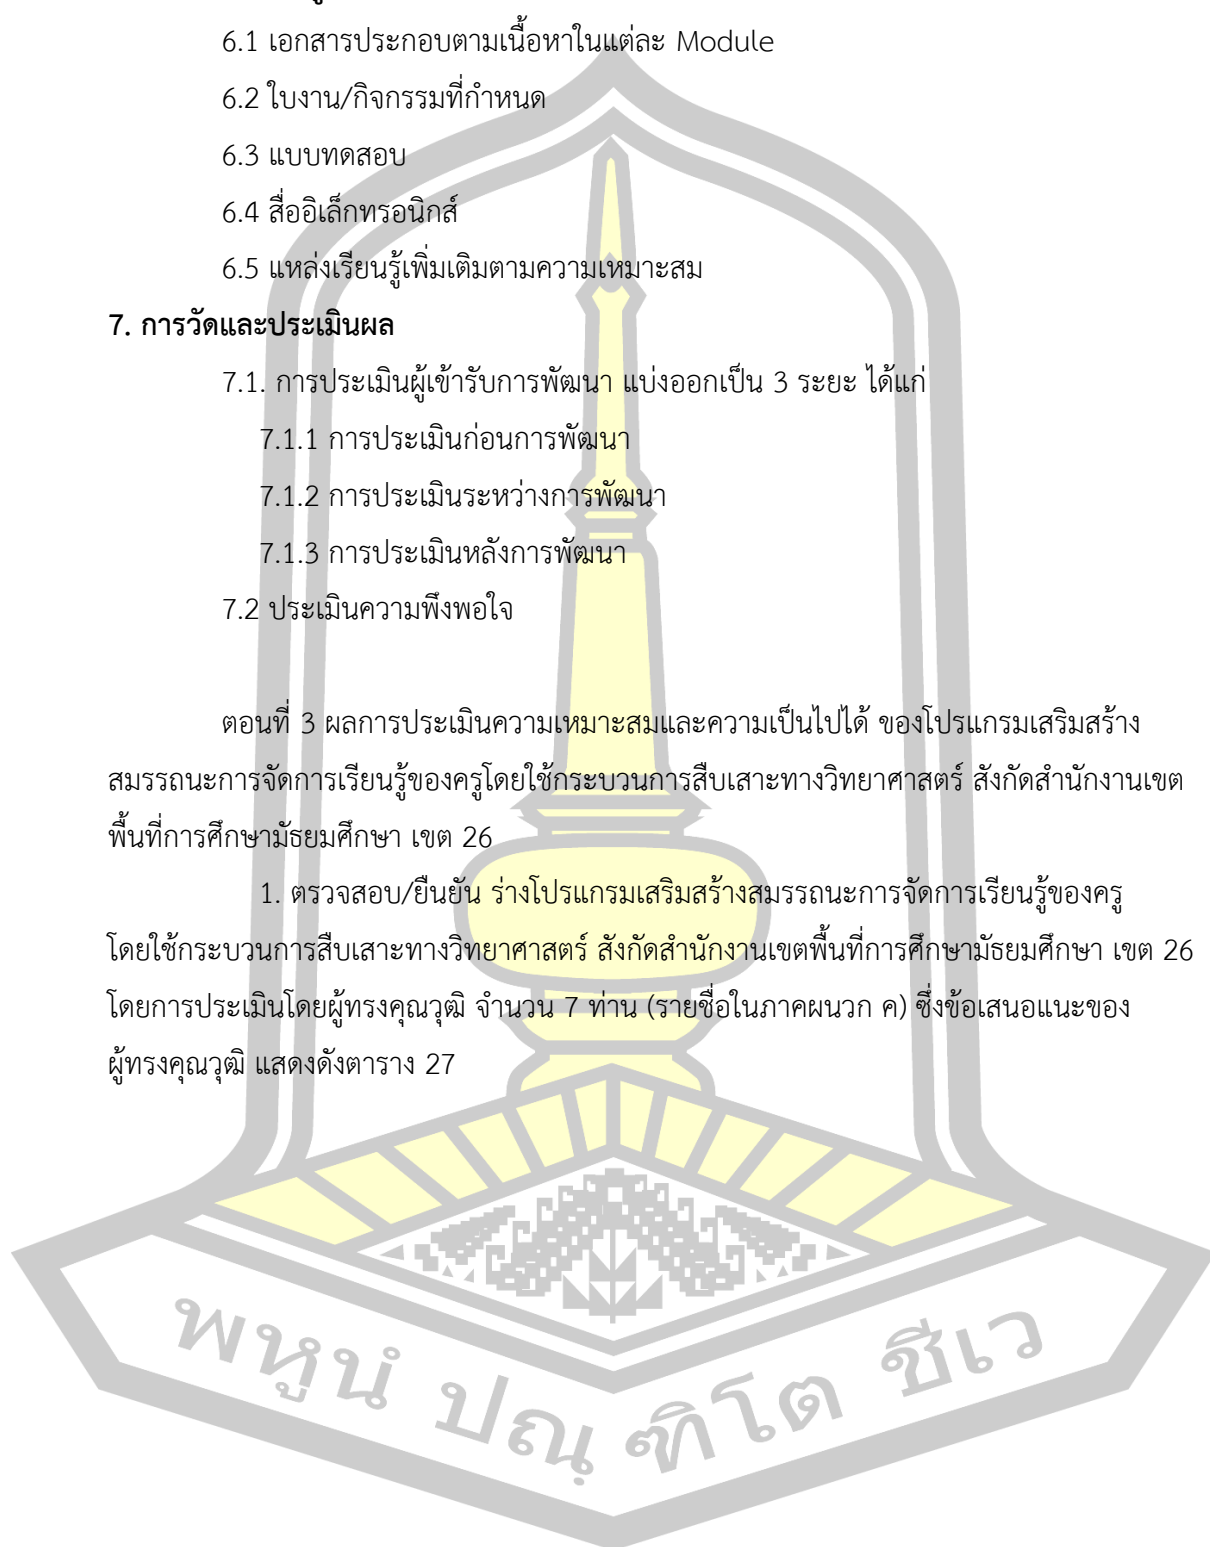 6.1 เอกสารประกอบตามเนื้อหาในแต่ละ Module
6.2 ใบงาน/กิจกรรมที่กำหนด
6.3 แบบทดสอบ
6.4 สื่ออิเล็กทรอนิกส์
6.5 แหล่งเรียนรู้เพิ่มเติมตามความเหมาะสม
7. การวัดและประเมินผล
7.1. การประเมินผู้เข้ารับการพัฒนา แบ่งออกเป็น 3 ระยะ ได้แก่
7.1.1 การประเมินก่อนการพัฒนา
7.1.2 การประเมินระหว่างการพัฒนา
7.1.3 การประเมินหลังการพัฒนา
7.2 ประเมินความพึงพอใจ
ตอนที่ 3 ผลการประเมินความเหมาะสมและความเป็นไปได้ ของโปรแกรมเสริมสร้าง
สมรรถนะการจัดการเรียนรู้ของครูโดยใช้กระบวนการสืบเสาะทางวิทยาศาสตร์ สังกัดสำนักงานเขต
พื้นที่การศึกษามัธยมศึกษา เขต 26
1. ตรวจสอบ/ยืนยัน ร่างโปรแกรมเสริมสร้างสมรรถนะการจัดการเรียนรู้ของครู
โดยใช้กระบวนการสืบเสาะทางวิทยาศาสตร์ สังกัดสำนักงานเขตพื้นที่การศึกษามัธยมศึกษา เขต 26
โดยการประเมินโดยผู้ทรงคุณวุฒิ จำนวน 7 ท่าน (รายชื่อในภาคผนวก ค) ซึ่งข้อเสนอแนะของ
ผู้ทรงคุณวุฒิ แสดงดังตาราง 27
พหูนํ ปณฺฑิโต ชีเว